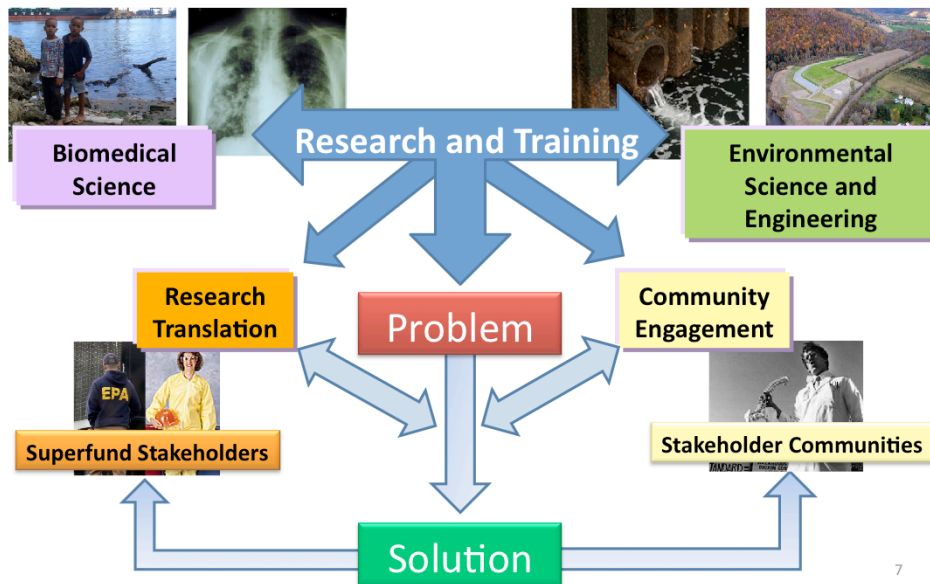 Research and Training
Biomedical
Science
Environmental
Science and
Engineering
Research
Translation
Problem
Community
Engagement
EPA
Superfund Stakeholders
TANDARD
Stakeholder Communities
Solution
7